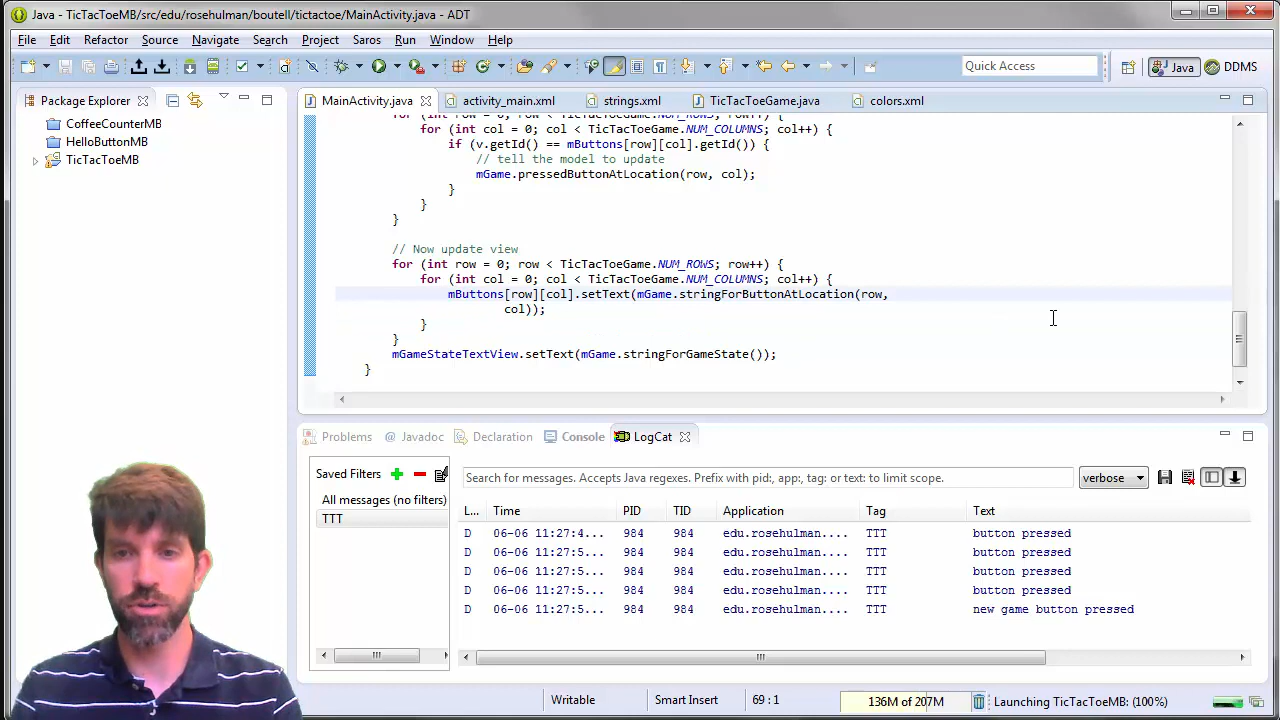 Java - TicTacToeMB/src/edu/rosehulman/boutell/tictactoe/MainActivity.java - ADT
File Edit Refactor Source Navigate Search Project Saros Run Window Help
Quick Access
Java
DDMS
Package Explorer
CoffeeCounterMB
HelloButtonMB
TicTacToeMB
MainActivity.java
activity_main.xml
strings.xml
TicTacToeGame.java
colors.xml
for (int row = 0; row < TicTacToeGame.NUM_ROWS; row++) {
for (int col = 0; col < TicTacToeGame.NUM_COLUMNS; col++) {
if (v.getId() == mButtons[row][col].getId()) {
// tell the model to update
mGame.pressedButtonAtLocation(row, col);
}
}
}
// Now update view
for (int row = 0; row < TicTacToeGame.NUM_ROWS; row++) {
for (int col = 0; col < TicTacToeGame.NUM_COLUMNS; col++) {
mButtons[row][col].setText(mGame.stringForButtonAtLocation(row,
col));
}
}
mGameStateTextView.setText(mGame.stringForGameState());
}
Problems
@ Javadoc
Declaration
Console
LogCat
Saved Filters
All messages (no filters)
TTT
Search for messages. Accepts Java regexes. Prefix with pid:, app:, tag: or text: to limit scope.
verbose
L... Time PID TID Application Tag Text
D 06-06 11:27:4... 984 984 edu.rosehulman.... TTT button pressed
D 06-06 11:27:5... 984 984 edu.rosehulman.... TTT button pressed
D 06-06 11:27:5... 984 984 edu.rosehulman.... TTT button pressed
D 06-06 11:27:5... 984 984 edu.rosehulman.... TTT button pressed
D 06-06 11:27:5... 984 984 edu.rosehulman.... TTT new game button pressed
Writable
Smart Insert
69 : 1
136M of 207M
Launching TicTacToeMB: (100%)